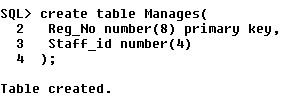 SQL> create table Manages(
2 Reg_No number(8) primary key,
3 Staff_id number(4)
4 );
Table created.